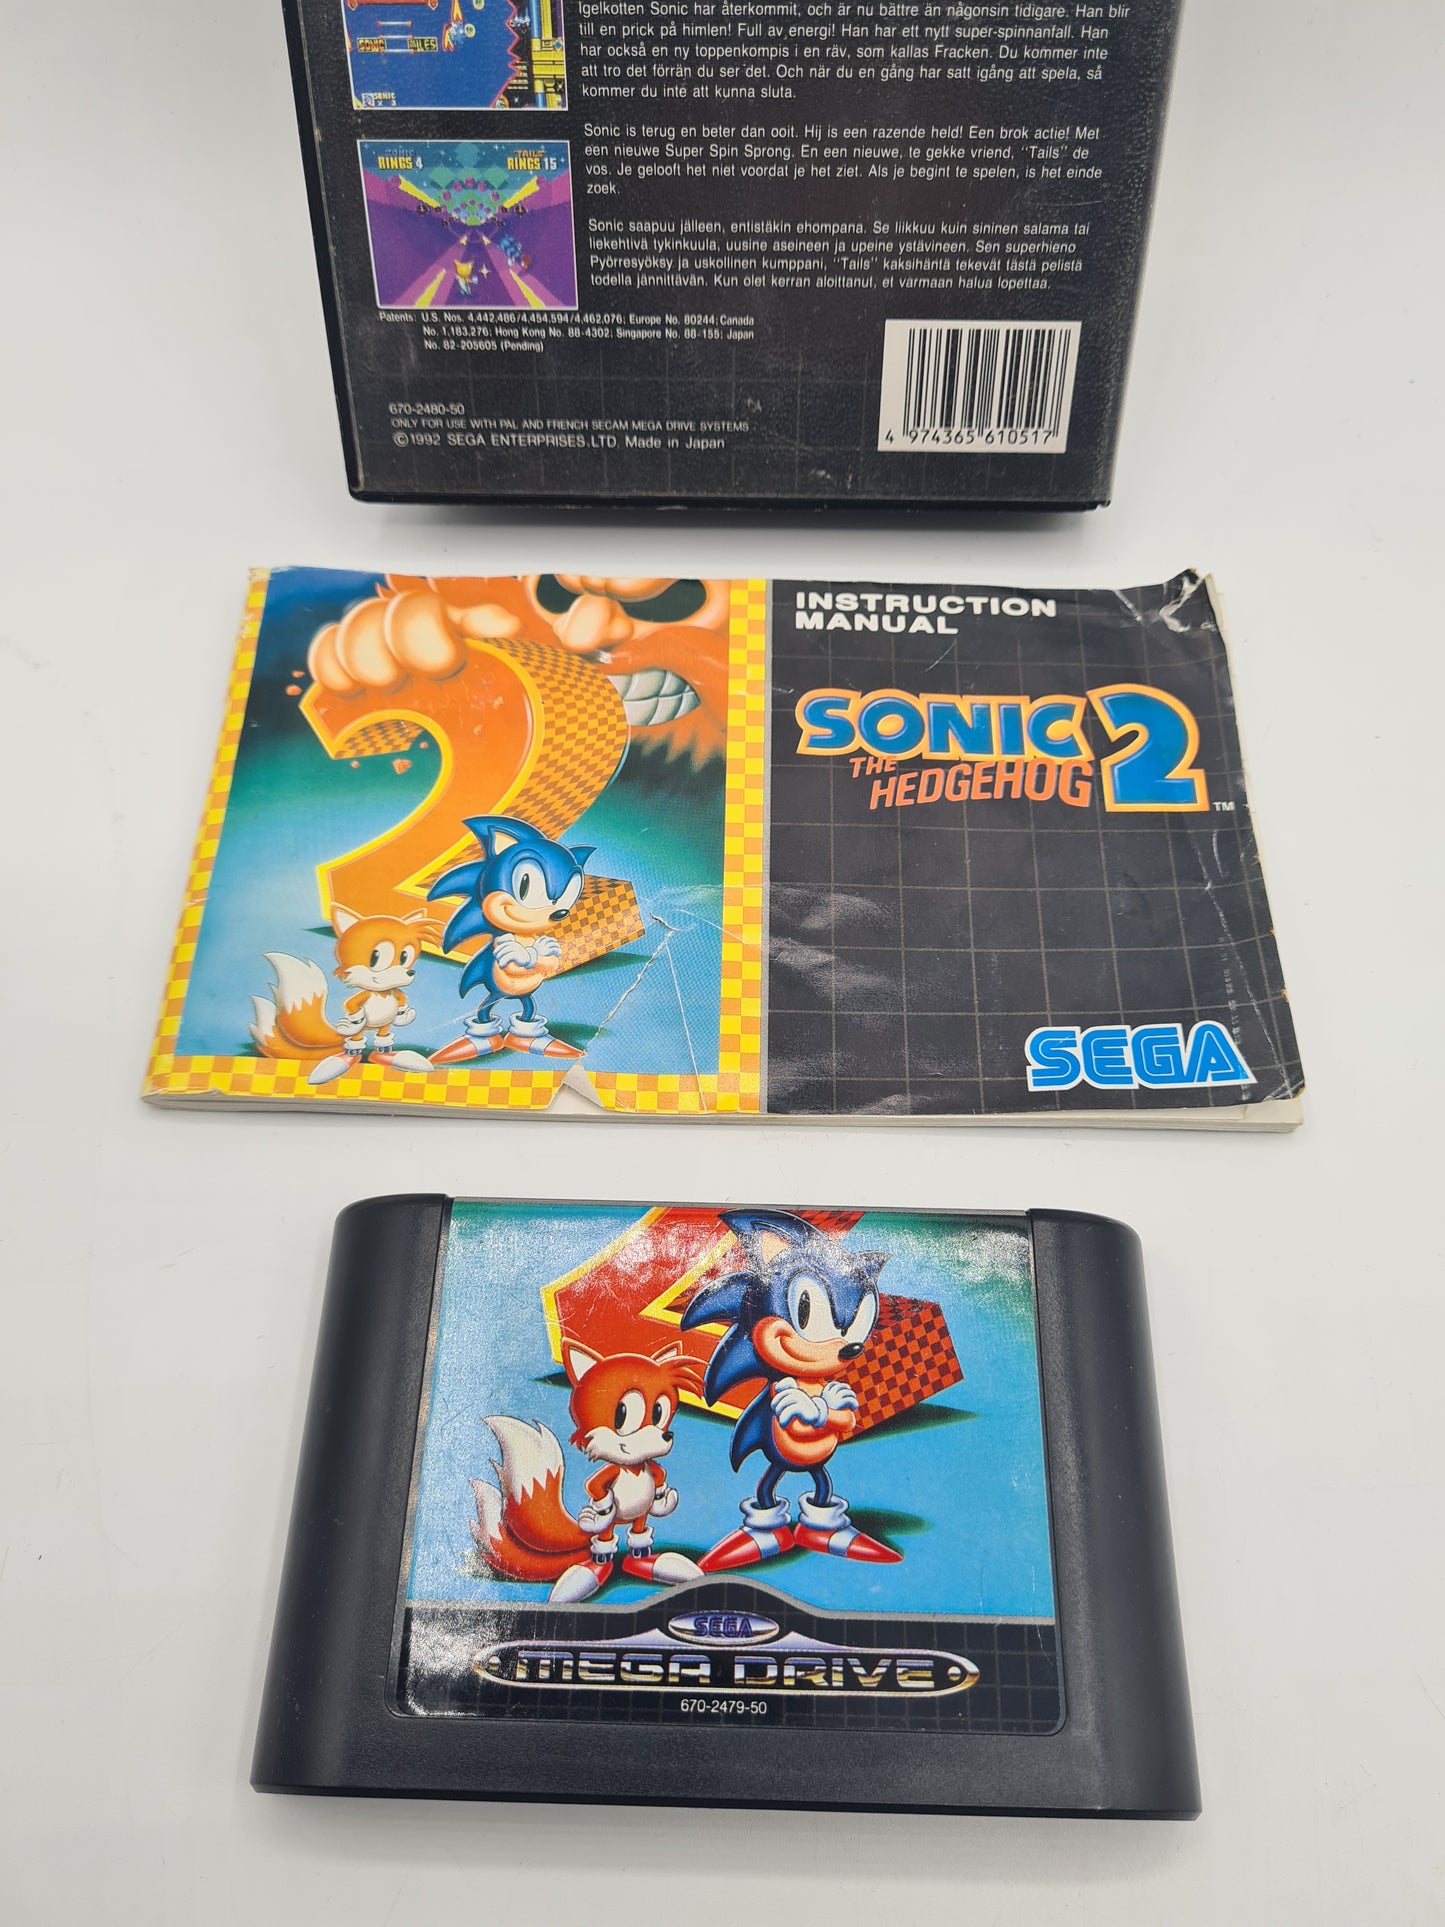 Igelkotten Sonic har återkommit, och är nu bättre än någonsin tidigare. Han blir
till en prick på himlen! Full av energi! Han har ett nytt super-spinnanfall. Han
har också en ny toppenkompis i en räv, som kallas Fracken. Du kommer inte
att tro det förrän du ser det. Och när du en gång har satt igång att spela, så
kommer du inte att kunna sluta.
SONIC
x 3
Sonic is terug en beter dan ooit. Hij is een razende held! Een brok actie! Met
een nieuwe Super Spin Sprong. En een nieuwe, te gekke vriend, "Tails" de
vos. Je gelooft het niet voordat je het ziet. Als je begint te spelen, is het einde
zoek.
SONIC TAILS
RINGS 4 RINGS 15
Sonic saapuu jälleen, entistäkin ehompana. Se liikkuu kuin sininen salama tai
liekehtivä tykinkuula, uusine aseineen ja upeine ystävineen. Sen superhieno
Pyörresyöksy ja uskollinen kumppani, "Tails" kaksihäntä tekevät tästä pelistä
todella jännittävän. Kun olet kerran aloittanut, et varmaan halua lopettaa.
Patents: U.S. Nos. 4,442,486/4,454,594/4,462,076; Europe No. 80244; Canada
No. 1,183,276; Hong Kong No. 88-4302; Singapore No. 88-155; Japan
No. 82-205605 (Pending)
670-2480-50
ONLY FOR USE WITH PAL AND FRENCH SECAM MEGA DRIVE SYSTEMS.
©1992 SEGA ENTERPRISES,LTD. Made in Japan
4 974365 610517
INSTRUCTION
MANUAL
SONIC 2
THE
HEDGEHOG
TM
SEGA
2
SEGA
MEGA DRIVE
670-2479-50